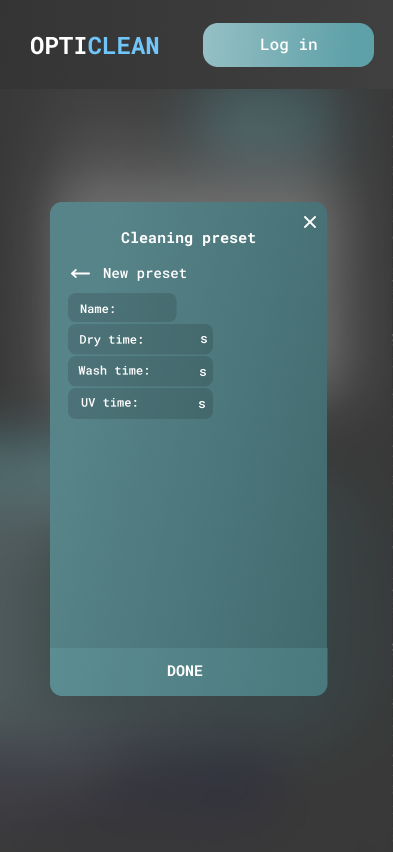 OPTICLEAN
Log in
Cleaning preset
New preset
Name:
Dry time: s
Wash time: s
UV time: s
DONE